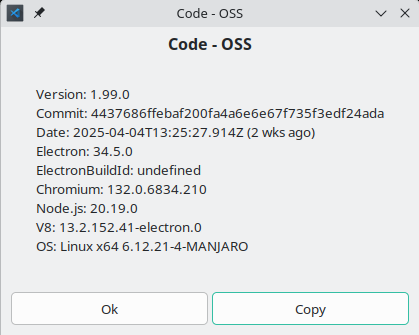 Code - OSS
Code - OSS
Version: 1.99.0
Commit: 4437686ffebaf200fa4a6e6e67f735f3edf24ada
Date: 2025-04-04T13:25:27.914Z (2 wks ago)
Electron: 34.5.0
ElectronBuildId: undefined
Chromium: 132.0.6834.210
Node.js: 20.19.0
V8: 13.2.152.41-electron.0
OS: Linux x64 6.12.21-4-MANJARO
Ok
Copy